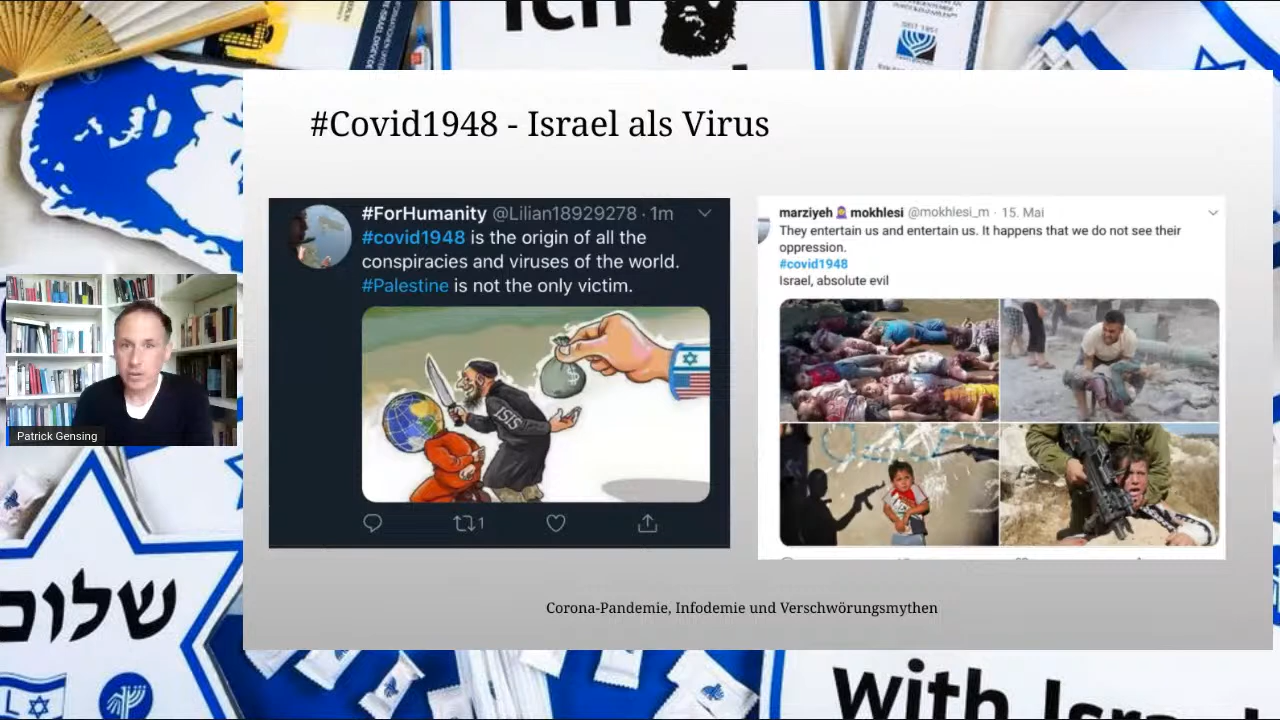 ich
#Covid1948 - Israel als Virus
#ForHumanity @Lilian18929278 · 1m
#covid1948 is the origin of all the
conspiracies and viruses of the world.
#Palestine is not the only victim.
ISIS
$
1
marziyeh mokhlesi @mokhlesi_m · 15. Mai
They entertain us and entertain us. It happens that we do not see their
oppression.
#covid1948
Israel, absolute evil
Patrick Gensing
Corona-Pandemie, Infodemie und Verschwörungsmythen
שלום
with Israel